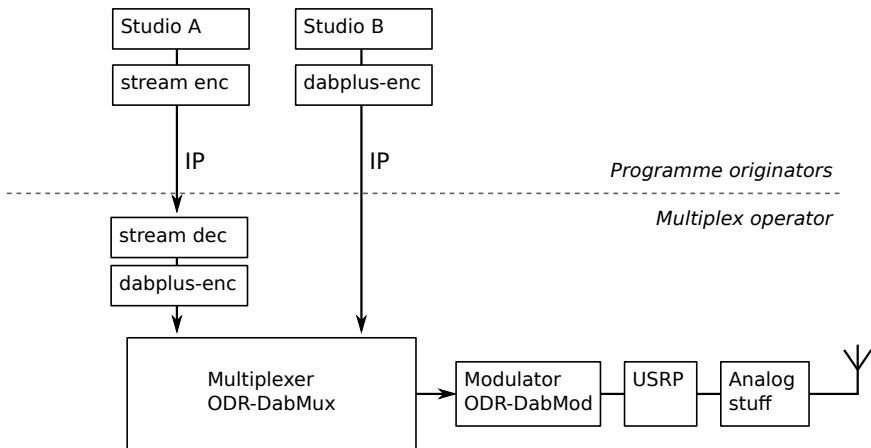 Studio A
Studio B
stream enc
dabplus-enc
IP
IP
Programme originators
Multiplex operator
stream dec
dabplus-enc
Multiplexer
ODR-DabMux
Modulator
ODR-DabMod
USRP
Analog
stuff